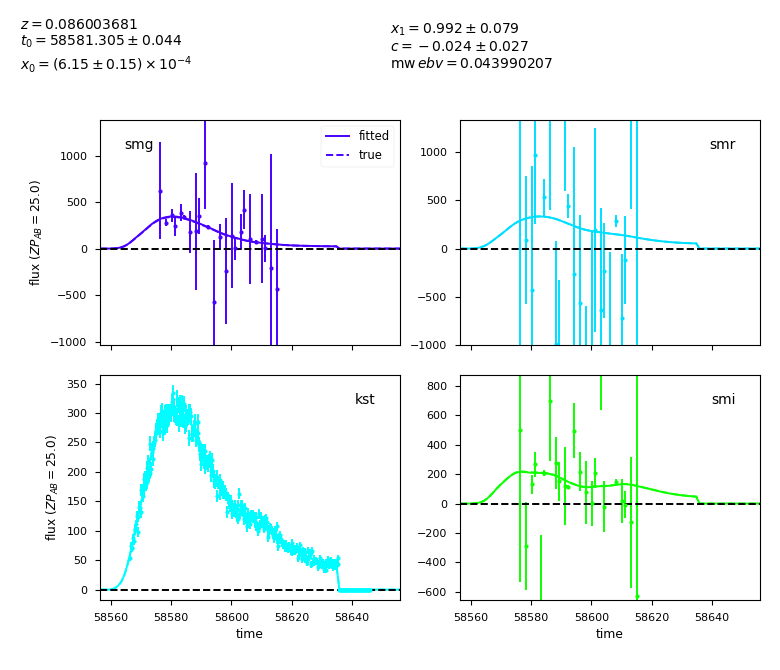 z = 0.086003681
t₀ = 58581.305 ± 0.044
x₀ = (6.15 ± 0.15) × 10⁻⁴
x₁ = 0.992 ± 0.079
c = −0.024 ± 0.027
mw ebv = 0.043990207
smg
fitted
true
1000
500
0
−500
−1000
flux (ZP_AB = 25.0)
smr
1000
500
0
−500
−1000
kst
350
300
250
200
150
100
50
0
flux (ZP_AB = 25.0)
58560 58580 58600 58620 58640
time
smi
800
600
400
200
0
−200
−400
−600
58560 58580 58600 58620 58640
time